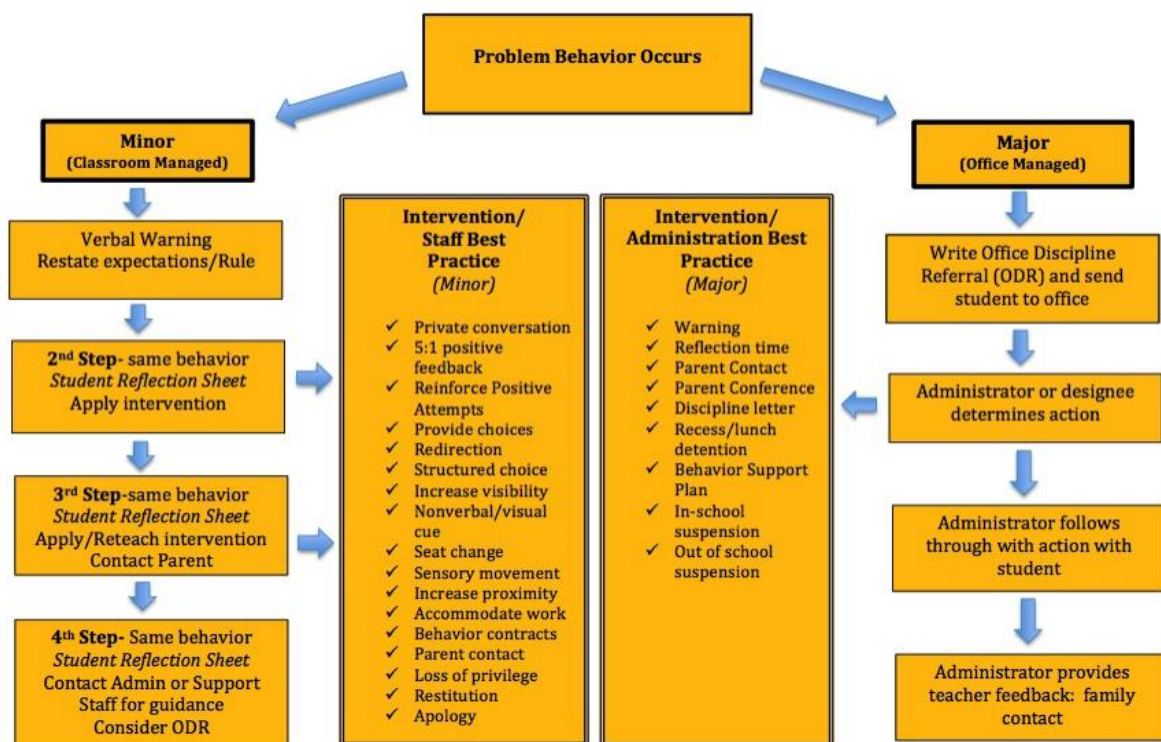 Problem Behavior Occurs
Minor
(Classroom Managed)
Verbal Warning
Restate expectations/Rule
2nd Step- same behavior
Student Reflection Sheet
Apply intervention
3rd Step-same behavior
Student Reflection Sheet
Apply/Reteach intervention
Contact Parent
4th Step- Same behavior
Student Reflection Sheet
Contact Admin or Support
Staff for guidance
Consider ODR
Intervention/
Staff Best
Practice
(Minor)
✓ Private conversation
✓ 5:1 positive
feedback
✓ Reinforce Positive
Attempts
✓ Provide choices
✓ Redirection
✓ Structured choice
✓ Increase visibility
✓ Nonverbal/visual
cue
✓ Seat change
✓ Sensory movement
✓ Increase proximity
✓ Accommodate work
✓ Behavior contracts
✓ Parent contact
✓ Loss of privilege
✓ Restitution
✓ Apology
Intervention/
Administration Best
Practice
(Major)
✓ Warning
✓ Reflection time
✓ Parent Contact
✓ Parent Conference
✓ Discipline letter
✓ Recess/lunch
detention
✓ Behavior Support
Plan
✓ In-school
suspension
✓ Out of school
suspension
Major
(Office Managed)
Write Office Discipline
Referral (ODR) and send
student to office
Administrator or designee
determines action
Administrator follows
through with action with
student
Administrator provides
teacher feedback: family
contact